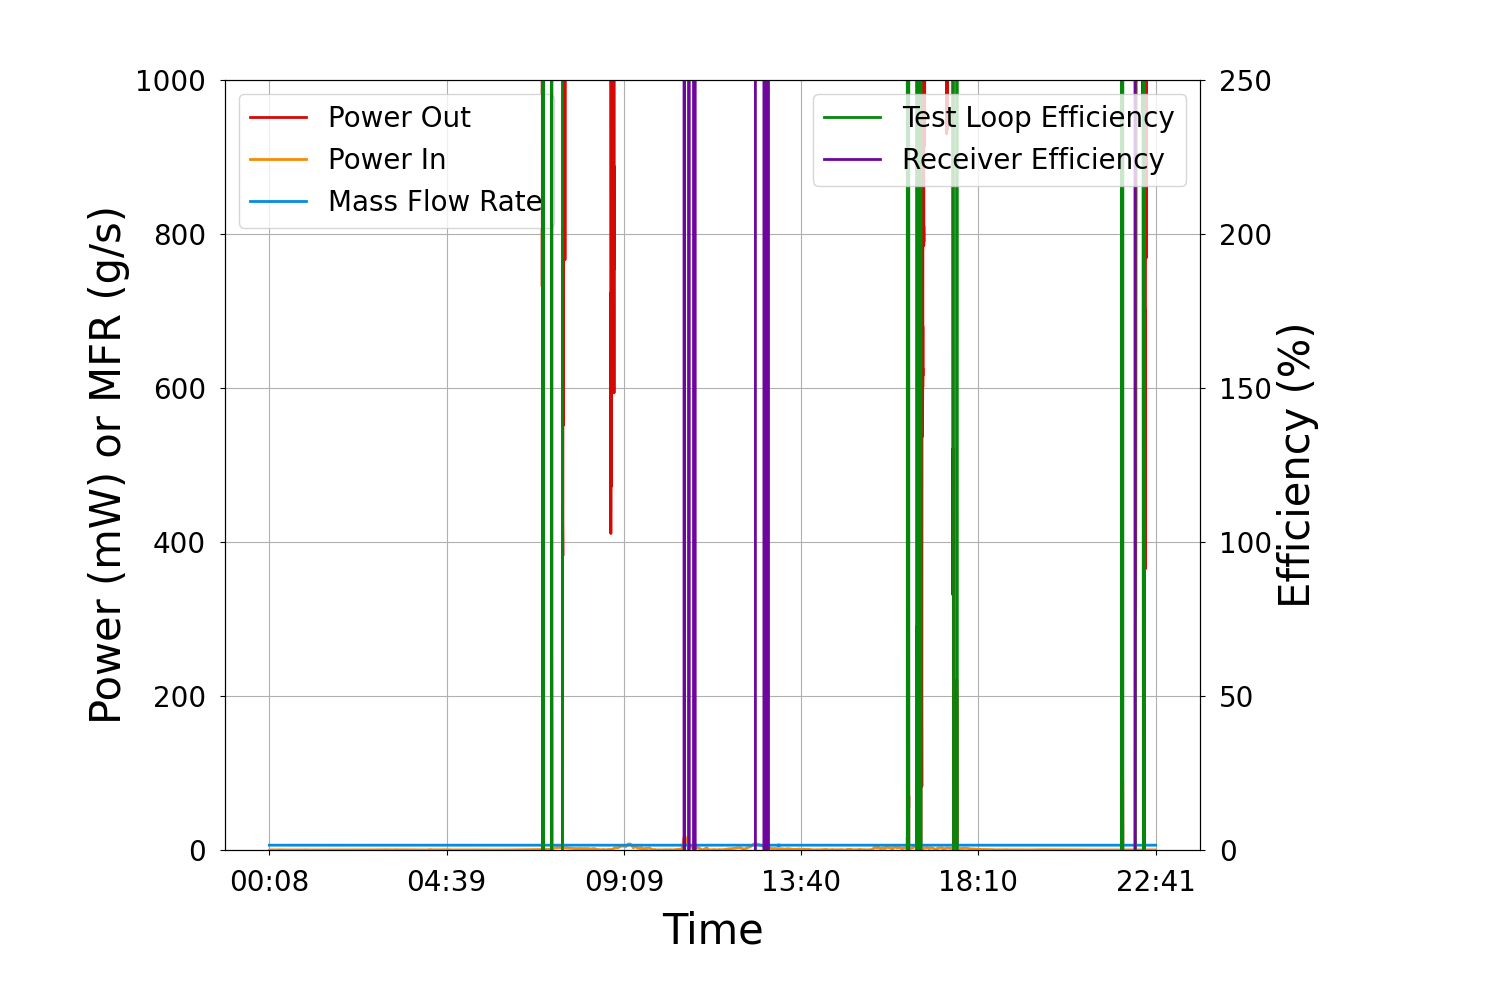 1000
800
600
400
200
0
Power (mW) or MFR (g/s)
Power Out
Power In
Mass Flow Rate
Test Loop Efficiency
Receiver Efficiency
250
200
150
100
50
0
Efficiency (%)
00:08 04:39 09:09 13:40 18:10 22:41
Time